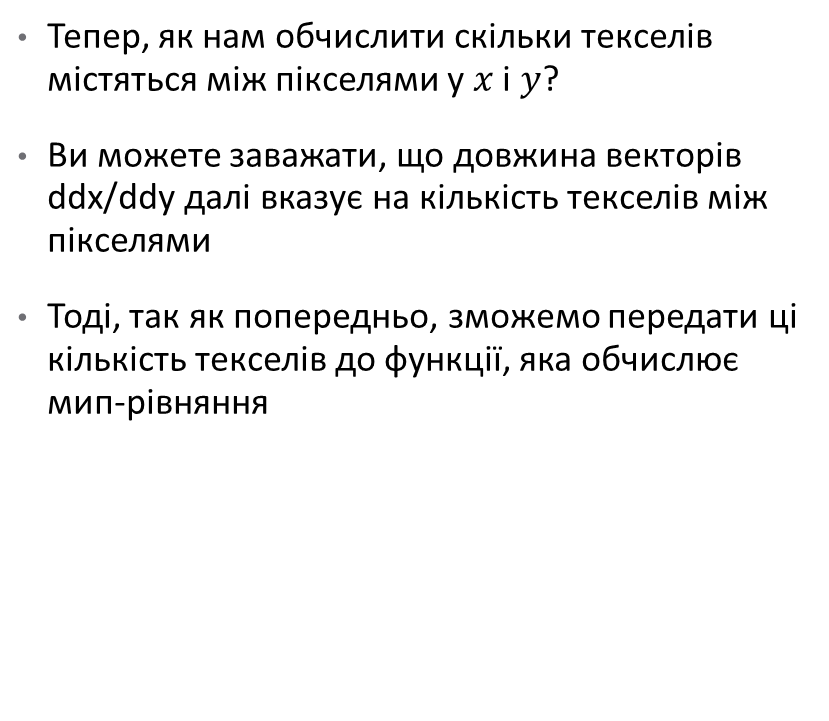 • Тепер, як нам обчислити скільки текселів
містяться між пікселями у x і y?
• Ви можете заважати, що довжина векторів
ddx/ddy далі вказує на кількість текселів між
пікселями
• Тоді, так як попередньо, зможемо передати ці
кількість текселів до функції, яка обчислює
мип-рівняння